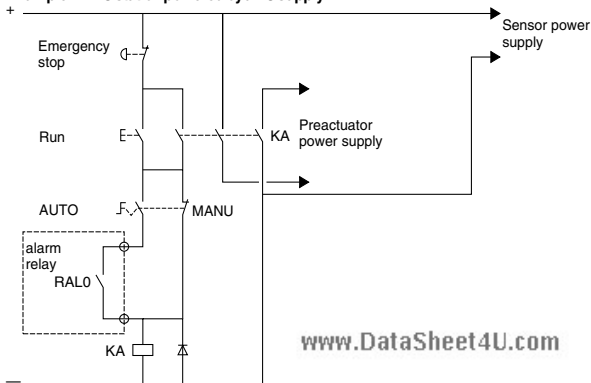 +
Sensor power
supply
Emergency
stop
Run
KA
Preactuator
power supply
AUTO
MANU
alarm
relay
RAL0
KA
www.DataSheet4U.com
—